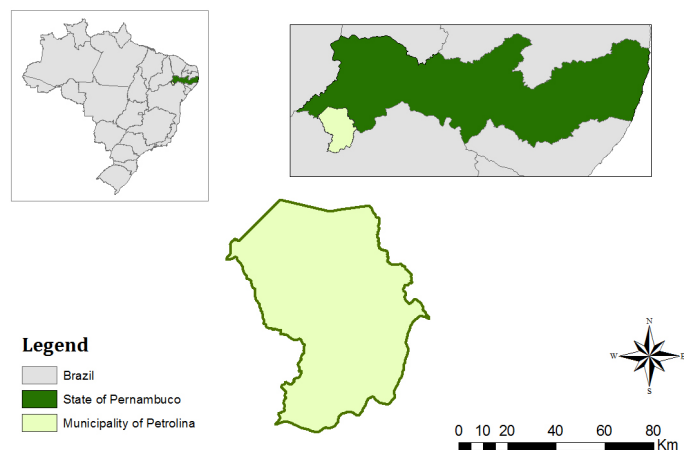 Legend
Brazil
State of Pernambuco
Municipality of Petrolina
N
W E
S
0 10 20 40 60 80
Km